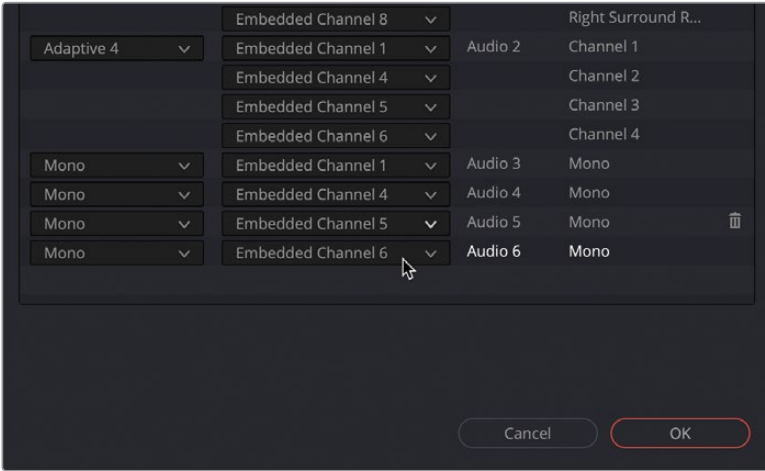 Embedded Channel 8 Right Surround R...
Adaptive 4 Embedded Channel 1 Audio 2 Channel 1
Embedded Channel 4 Channel 2
Embedded Channel 5 Channel 3
Embedded Channel 6 Channel 4
Mono Embedded Channel 1 Audio 3 Mono
Mono Embedded Channel 4 Audio 4 Mono
Mono Embedded Channel 5 Audio 5 Mono
Mono Embedded Channel 6 Audio 6 Mono
Cancel OK